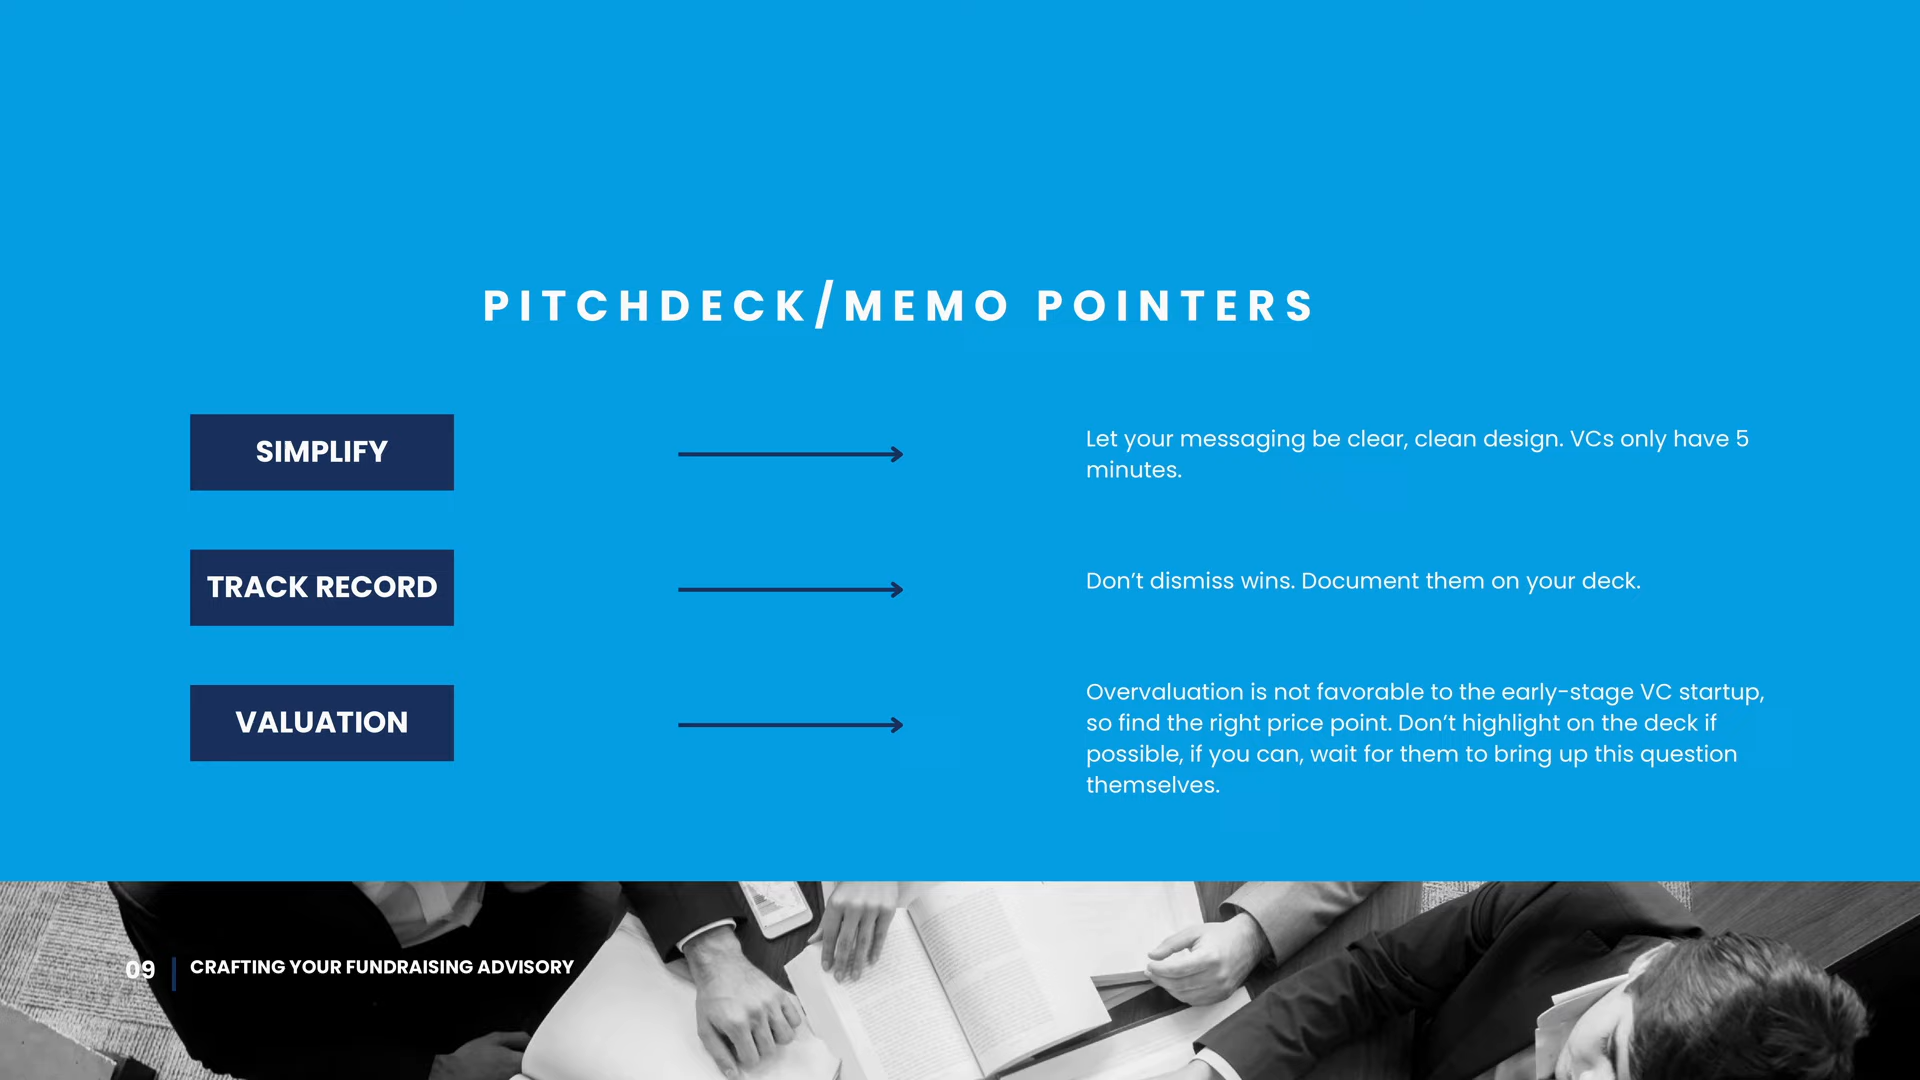 PITCHDECK/MEMO POINTERS
SIMPLIFY
Let your messaging be clear, clean design. VCs only have 5
minutes.
TRACK RECORD
Don’t dismiss wins. Document them on your deck.
VALUATION
Overvaluation is not favorable to the early-stage VC startup,
so find the right price point. Don’t highlight on the deck if
possible, if you can, wait for them to bring up this question
themselves.
09
CRAFTING YOUR FUNDRAISING ADVISORY